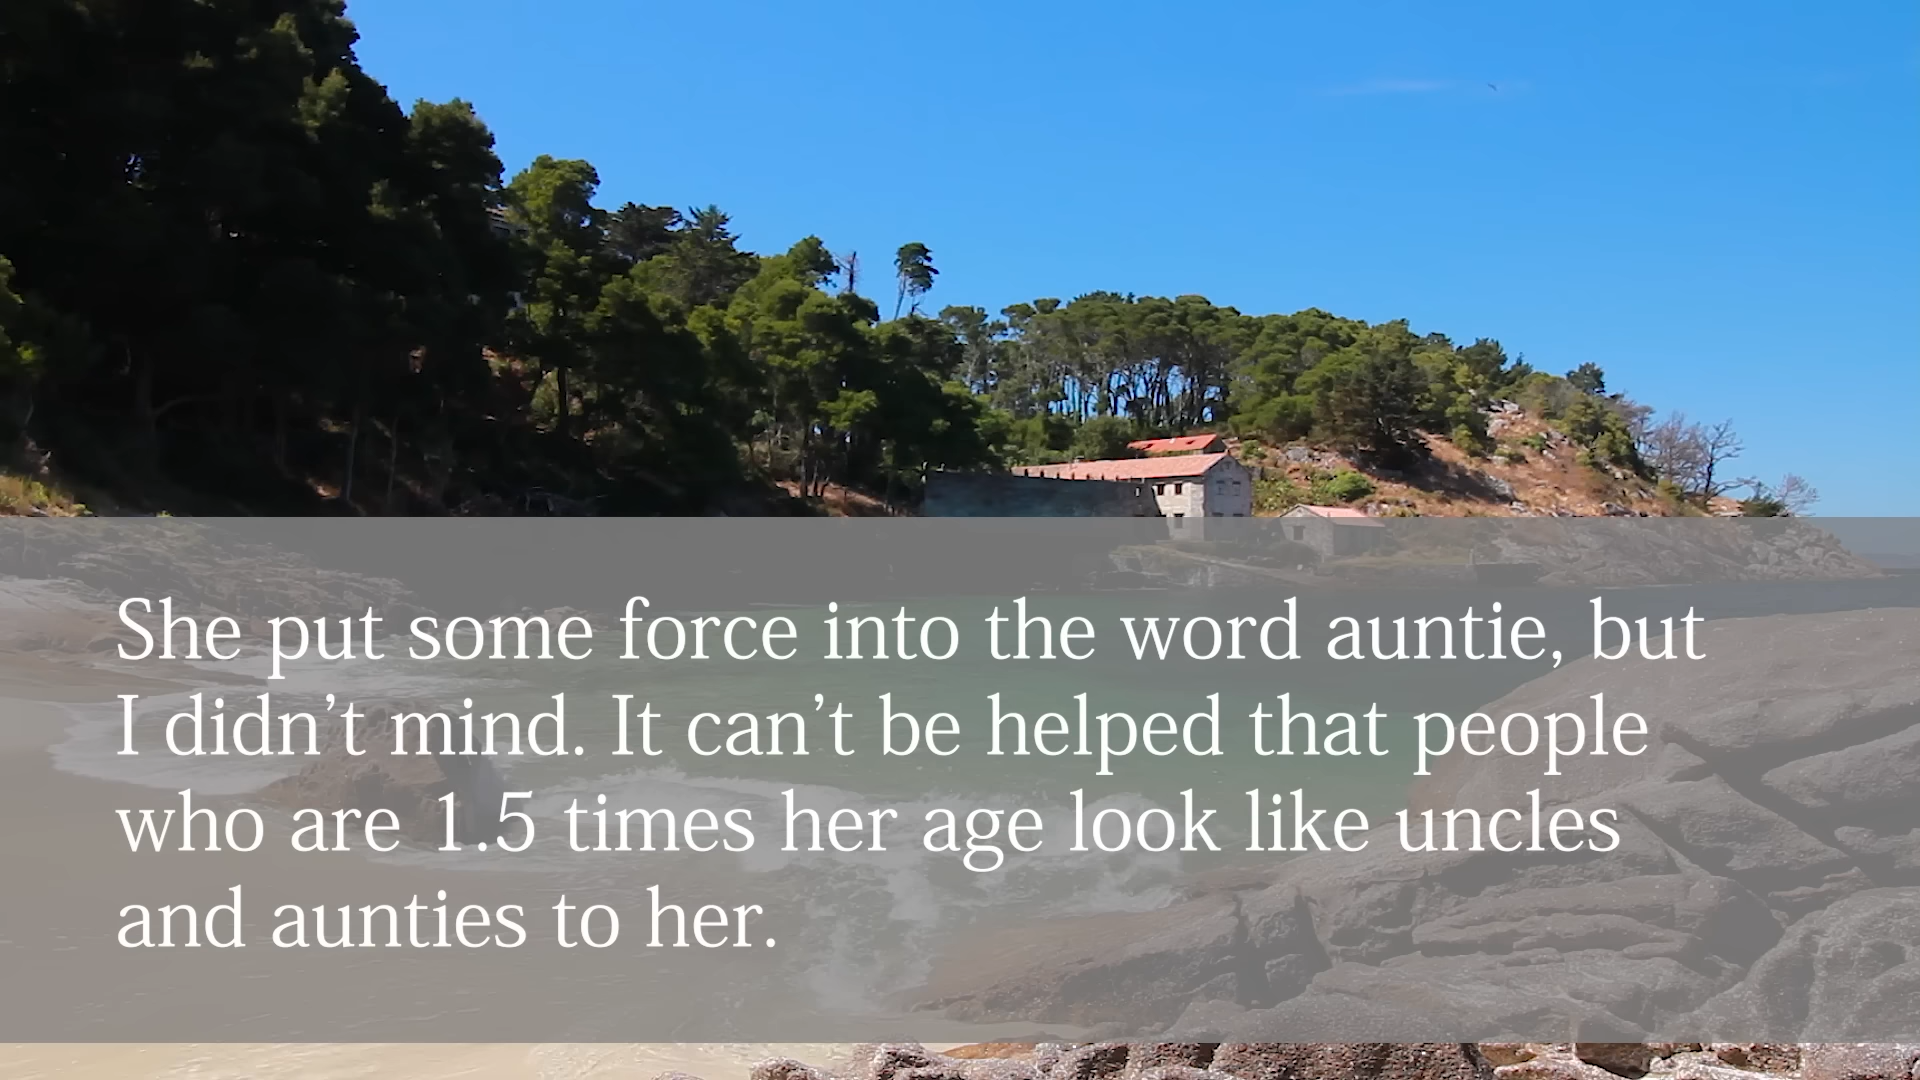 She put some force into the word auntie, but
I didn’t mind. It can’t be helped that people
who are 1.5 times her age look like uncles
and aunties to her.